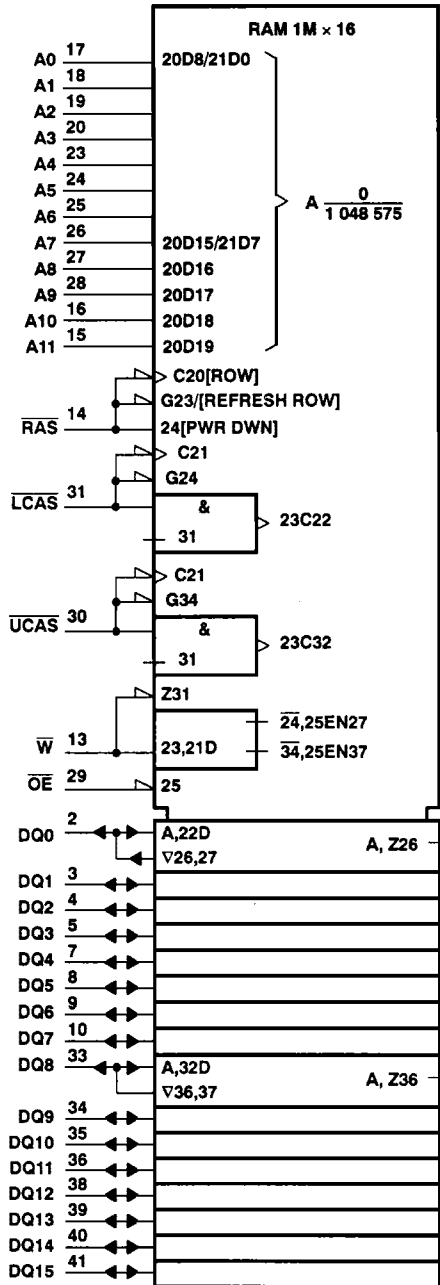 RAM 1M × 16
A0 17 20D8/21D0
A1 18
A2 19
A3 20
A4 23
A5 24
A6 25
A 0
1 048 575
A7 26 20D15/21D7
A8 27 20D16
A9 28 20D17
A10 16 20D18
A11 15 20D19
C20[ROW]
G23/[REFRESH ROW]
RAS 14 24[PWR DWN]
C21
G24
LCAS 31 &
31 23C22
C21
G34
UCAS 30 &
31 23C32
Z31
24,25EN27
W 13 23,21D 34,25EN37
OE 29 25
DQ0 2 A,22D A, Z26
∇26,27
DQ1 3
DQ2 4
DQ3 5
DQ4 7
DQ5 8
DQ6 9
DQ7 10
DQ8 33 A,32D A, Z36
∇36,37
DQ9 34
DQ10 35
DQ11 36
DQ12 38
DQ13 39
DQ14 40
DQ15 41